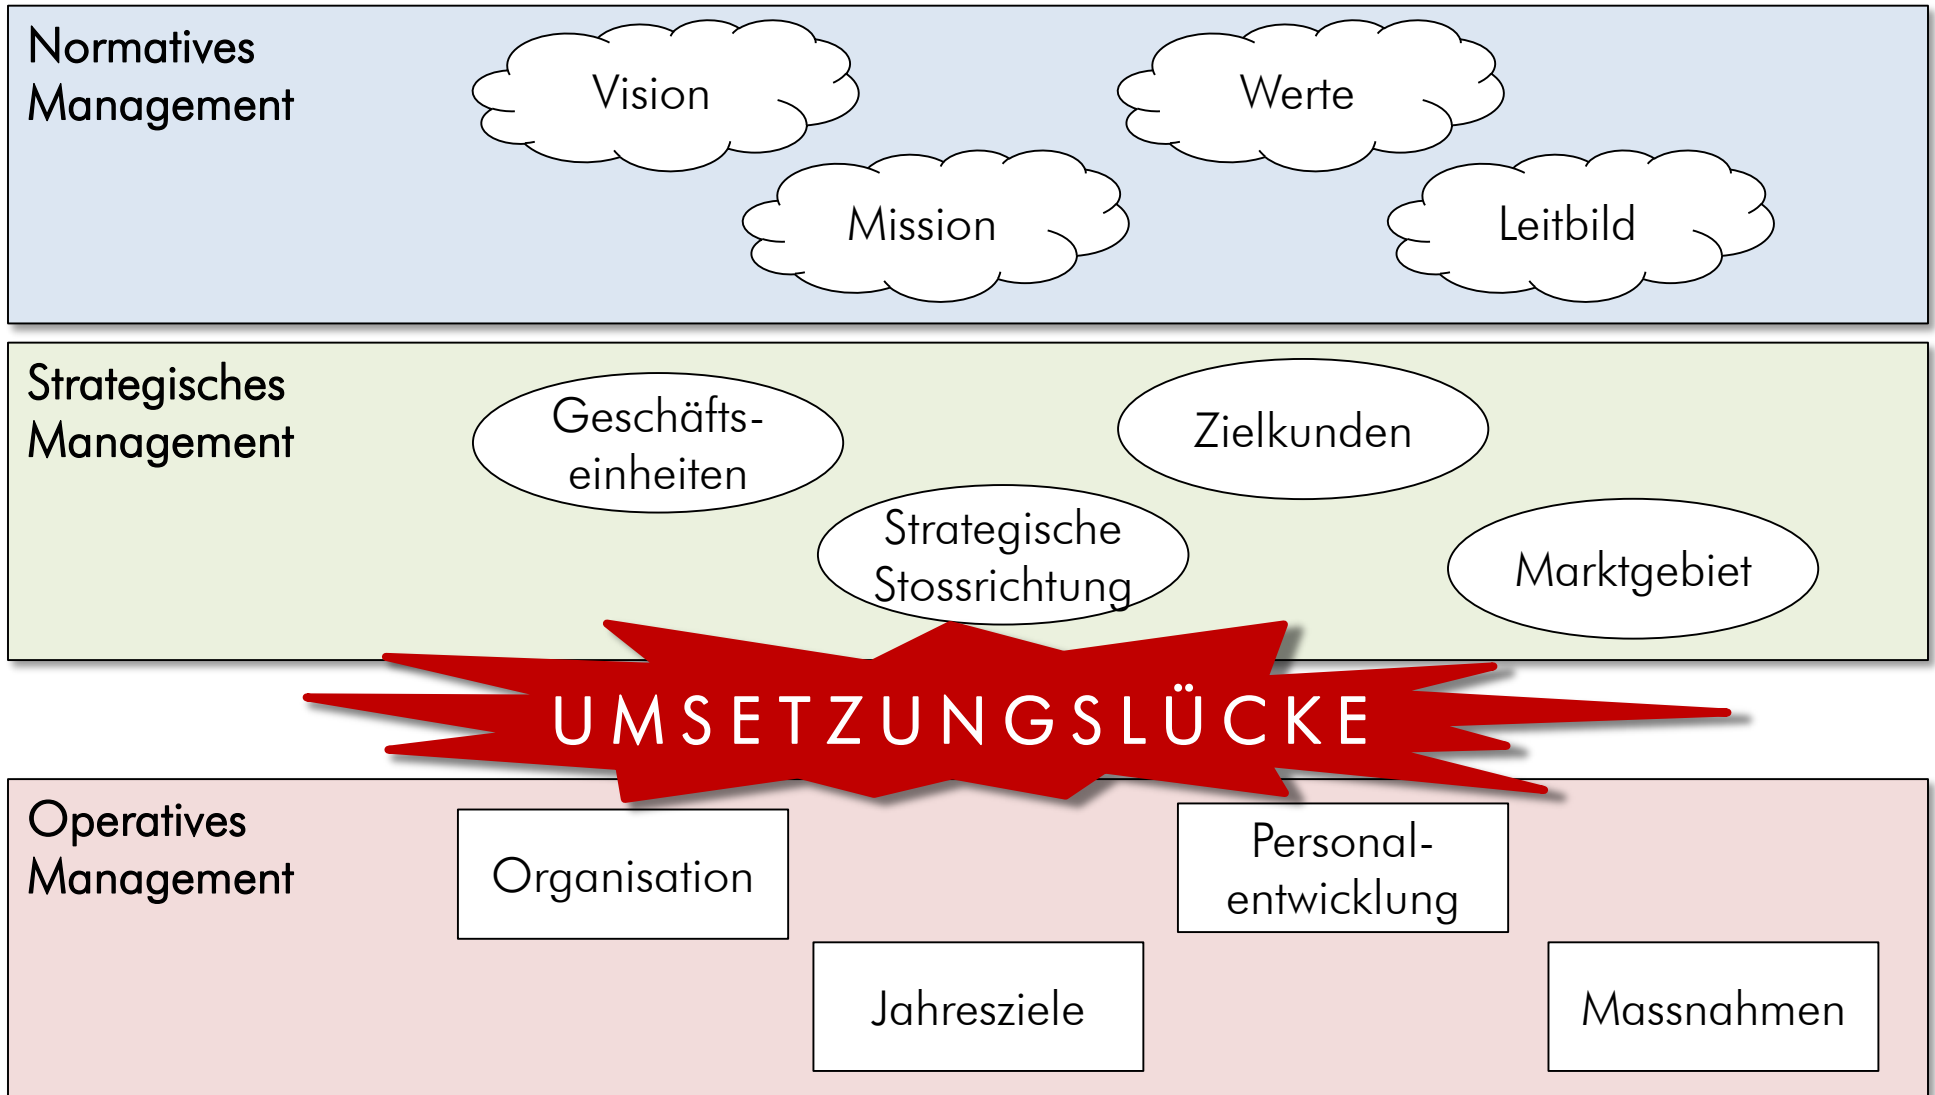 Normatives
Management
Vision
Werte
Mission
Leitbild
Strategisches
Management
Geschäfts-
einheiten
Zielkunden
Strategische
Stossrichtung
Marktgebiet
UMSETZUNGSLÜCKE
Operatives
Management
Organisation
Personal-
entwicklung
Jahresziele
Massnahmen